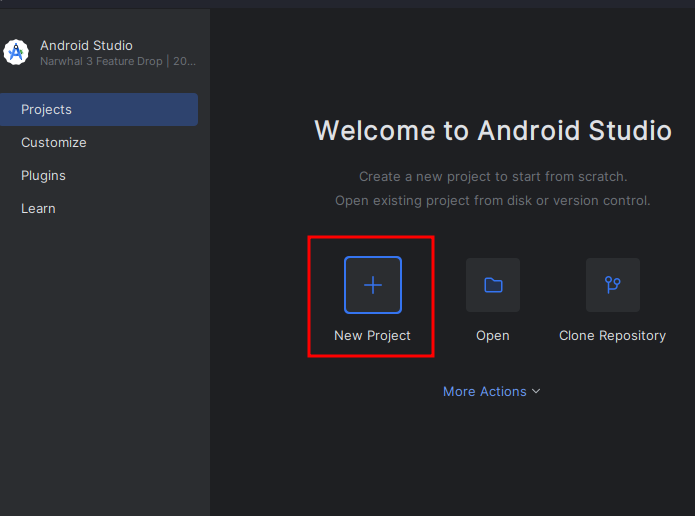 Android Studio
Narwhal 3 Feature Drop | 20...
Projects
Customize
Plugins
Learn
Welcome to Android Studio
Create a new project to start from scratch.
Open existing project from disk or version control.
New Project
Open
Clone Repository
More Actions